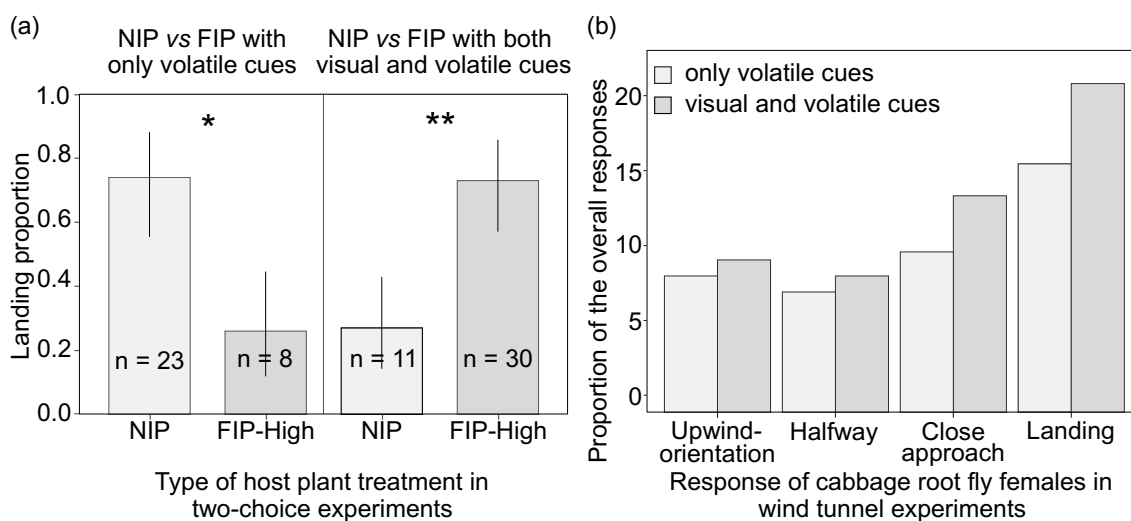 (a)
NIP vs FIP with
only volatile cues
NIP vs FIP with both
visual and volatile cues
Landing proportion
1.0
0.8
0.6
0.4
0.2
0.0
*
**
n = 23
n = 8
n = 11
n = 30
NIP
FIP-High
NIP
FIP-High
Type of host plant treatment in
two-choice experiments
(b)
only volatile cues
visual and volatile cues
Proportion of the overall responses
20
15
10
5
0
Upwind-
orientation
Halfway
Close
approach
Landing
Response of cabbage root fly females in
wind tunnel experiments